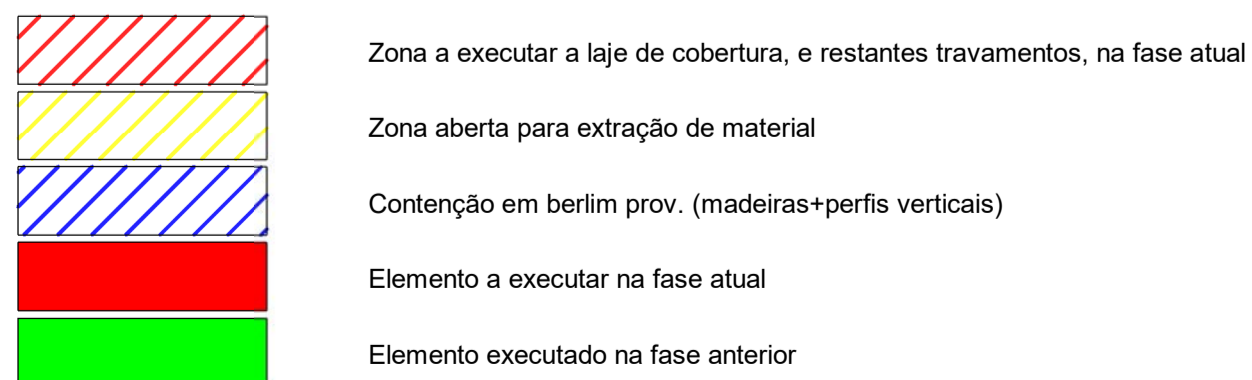 Zona a executar a laje de cobertura, e restantes travamentos, na fase atual
Zona aberta para extração de material
Contenção em berlim prov. (madeiras+perfis verticais)
Elemento a executar na fase atual
Elemento executado na fase anterior